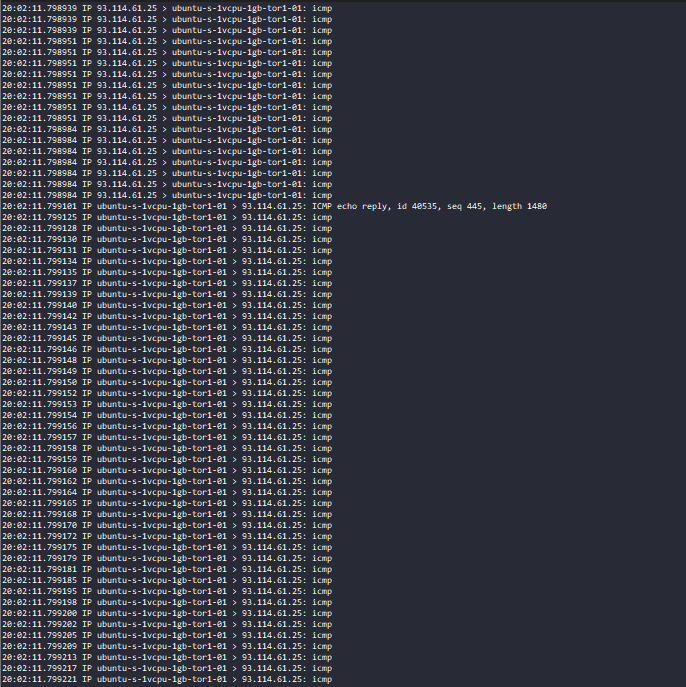 20:02:11.798939 IP 93.114.61.25 > ubuntu-s-1vcpu-1gb-tor1-01: icmp
20:02:11.798939 IP 93.114.61.25 > ubuntu-s-1vcpu-1gb-tor1-01: icmp
20:02:11.798939 IP 93.114.61.25 > ubuntu-s-1vcpu-1gb-tor1-01: icmp
20:02:11.798951 IP 93.114.61.25 > ubuntu-s-1vcpu-1gb-tor1-01: icmp
20:02:11.798951 IP 93.114.61.25 > ubuntu-s-1vcpu-1gb-tor1-01: icmp
20:02:11.798951 IP 93.114.61.25 > ubuntu-s-1vcpu-1gb-tor1-01: icmp
20:02:11.798951 IP 93.114.61.25 > ubuntu-s-1vcpu-1gb-tor1-01: icmp
20:02:11.798951 IP 93.114.61.25 > ubuntu-s-1vcpu-1gb-tor1-01: icmp
20:02:11.798951 IP 93.114.61.25 > ubuntu-s-1vcpu-1gb-tor1-01: icmp
20:02:11.798951 IP 93.114.61.25 > ubuntu-s-1vcpu-1gb-tor1-01: icmp
20:02:11.798951 IP 93.114.61.25 > ubuntu-s-1vcpu-1gb-tor1-01: icmp
20:02:11.798984 IP 93.114.61.25 > ubuntu-s-1vcpu-1gb-tor1-01: icmp
20:02:11.798984 IP 93.114.61.25 > ubuntu-s-1vcpu-1gb-tor1-01: icmp
20:02:11.798984 IP 93.114.61.25 > ubuntu-s-1vcpu-1gb-tor1-01: icmp
20:02:11.798984 IP 93.114.61.25 > ubuntu-s-1vcpu-1gb-tor1-01: icmp
20:02:11.798984 IP 93.114.61.25 > ubuntu-s-1vcpu-1gb-tor1-01: icmp
20:02:11.798984 IP 93.114.61.25 > ubuntu-s-1vcpu-1gb-tor1-01: icmp
20:02:11.798984 IP 93.114.61.25 > ubuntu-s-1vcpu-1gb-tor1-01: icmp
20:02:11.799101 IP ubuntu-s-1vcpu-1gb-tor1-01 > 93.114.61.25: ICMP echo reply, id 40535, seq 445, length 1480
20:02:11.799125 IP ubuntu-s-1vcpu-1gb-tor1-01 > 93.114.61.25: icmp
20:02:11.799128 IP ubuntu-s-1vcpu-1gb-tor1-01 > 93.114.61.25: icmp
20:02:11.799130 IP ubuntu-s-1vcpu-1gb-tor1-01 > 93.114.61.25: icmp
20:02:11.799131 IP ubuntu-s-1vcpu-1gb-tor1-01 > 93.114.61.25: icmp
20:02:11.799134 IP ubuntu-s-1vcpu-1gb-tor1-01 > 93.114.61.25: icmp
20:02:11.799135 IP ubuntu-s-1vcpu-1gb-tor1-01 > 93.114.61.25: icmp
20:02:11.799137 IP ubuntu-s-1vcpu-1gb-tor1-01 > 93.114.61.25: icmp
20:02:11.799139 IP ubuntu-s-1vcpu-1gb-tor1-01 > 93.114.61.25: icmp
20:02:11.799140 IP ubuntu-s-1vcpu-1gb-tor1-01 > 93.114.61.25: icmp
20:02:11.799142 IP ubuntu-s-1vcpu-1gb-tor1-01 > 93.114.61.25: icmp
20:02:11.799143 IP ubuntu-s-1vcpu-1gb-tor1-01 > 93.114.61.25: icmp
20:02:11.799145 IP ubuntu-s-1vcpu-1gb-tor1-01 > 93.114.61.25: icmp
20:02:11.799146 IP ubuntu-s-1vcpu-1gb-tor1-01 > 93.114.61.25: icmp
20:02:11.799148 IP ubuntu-s-1vcpu-1gb-tor1-01 > 93.114.61.25: icmp
20:02:11.799149 IP ubuntu-s-1vcpu-1gb-tor1-01 > 93.114.61.25: icmp
20:02:11.799150 IP ubuntu-s-1vcpu-1gb-tor1-01 > 93.114.61.25: icmp
20:02:11.799152 IP ubuntu-s-1vcpu-1gb-tor1-01 > 93.114.61.25: icmp
20:02:11.799153 IP ubuntu-s-1vcpu-1gb-tor1-01 > 93.114.61.25: icmp
20:02:11.799154 IP ubuntu-s-1vcpu-1gb-tor1-01 > 93.114.61.25: icmp
20:02:11.799156 IP ubuntu-s-1vcpu-1gb-tor1-01 > 93.114.61.25: icmp
20:02:11.799157 IP ubuntu-s-1vcpu-1gb-tor1-01 > 93.114.61.25: icmp
20:02:11.799158 IP ubuntu-s-1vcpu-1gb-tor1-01 > 93.114.61.25: icmp
20:02:11.799159 IP ubuntu-s-1vcpu-1gb-tor1-01 > 93.114.61.25: icmp
20:02:11.799160 IP ubuntu-s-1vcpu-1gb-tor1-01 > 93.114.61.25: icmp
20:02:11.799162 IP ubuntu-s-1vcpu-1gb-tor1-01 > 93.114.61.25: icmp
20:02:11.799164 IP ubuntu-s-1vcpu-1gb-tor1-01 > 93.114.61.25: icmp
20:02:11.799165 IP ubuntu-s-1vcpu-1gb-tor1-01 > 93.114.61.25: icmp
20:02:11.799168 IP ubuntu-s-1vcpu-1gb-tor1-01 > 93.114.61.25: icmp
20:02:11.799170 IP ubuntu-s-1vcpu-1gb-tor1-01 > 93.114.61.25: icmp
20:02:11.799172 IP ubuntu-s-1vcpu-1gb-tor1-01 > 93.114.61.25: icmp
20:02:11.799175 IP ubuntu-s-1vcpu-1gb-tor1-01 > 93.114.61.25: icmp
20:02:11.799179 IP ubuntu-s-1vcpu-1gb-tor1-01 > 93.114.61.25: icmp
20:02:11.799181 IP ubuntu-s-1vcpu-1gb-tor1-01 > 93.114.61.25: icmp
20:02:11.799185 IP ubuntu-s-1vcpu-1gb-tor1-01 > 93.114.61.25: icmp
20:02:11.799195 IP ubuntu-s-1vcpu-1gb-tor1-01 > 93.114.61.25: icmp
20:02:11.799198 IP ubuntu-s-1vcpu-1gb-tor1-01 > 93.114.61.25: icmp
20:02:11.799200 IP ubuntu-s-1vcpu-1gb-tor1-01 > 93.114.61.25: icmp
20:02:11.799202 IP ubuntu-s-1vcpu-1gb-tor1-01 > 93.114.61.25: icmp
20:02:11.799205 IP ubuntu-s-1vcpu-1gb-tor1-01 > 93.114.61.25: icmp
20:02:11.799209 IP ubuntu-s-1vcpu-1gb-tor1-01 > 93.114.61.25: icmp
20:02:11.799213 IP ubuntu-s-1vcpu-1gb-tor1-01 > 93.114.61.25: icmp
20:02:11.799217 IP ubuntu-s-1vcpu-1gb-tor1-01 > 93.114.61.25: icmp
20:02:11.799221 IP ubuntu-s-1vcpu-1gb-tor1-01 > 93.114.61.25: icmp